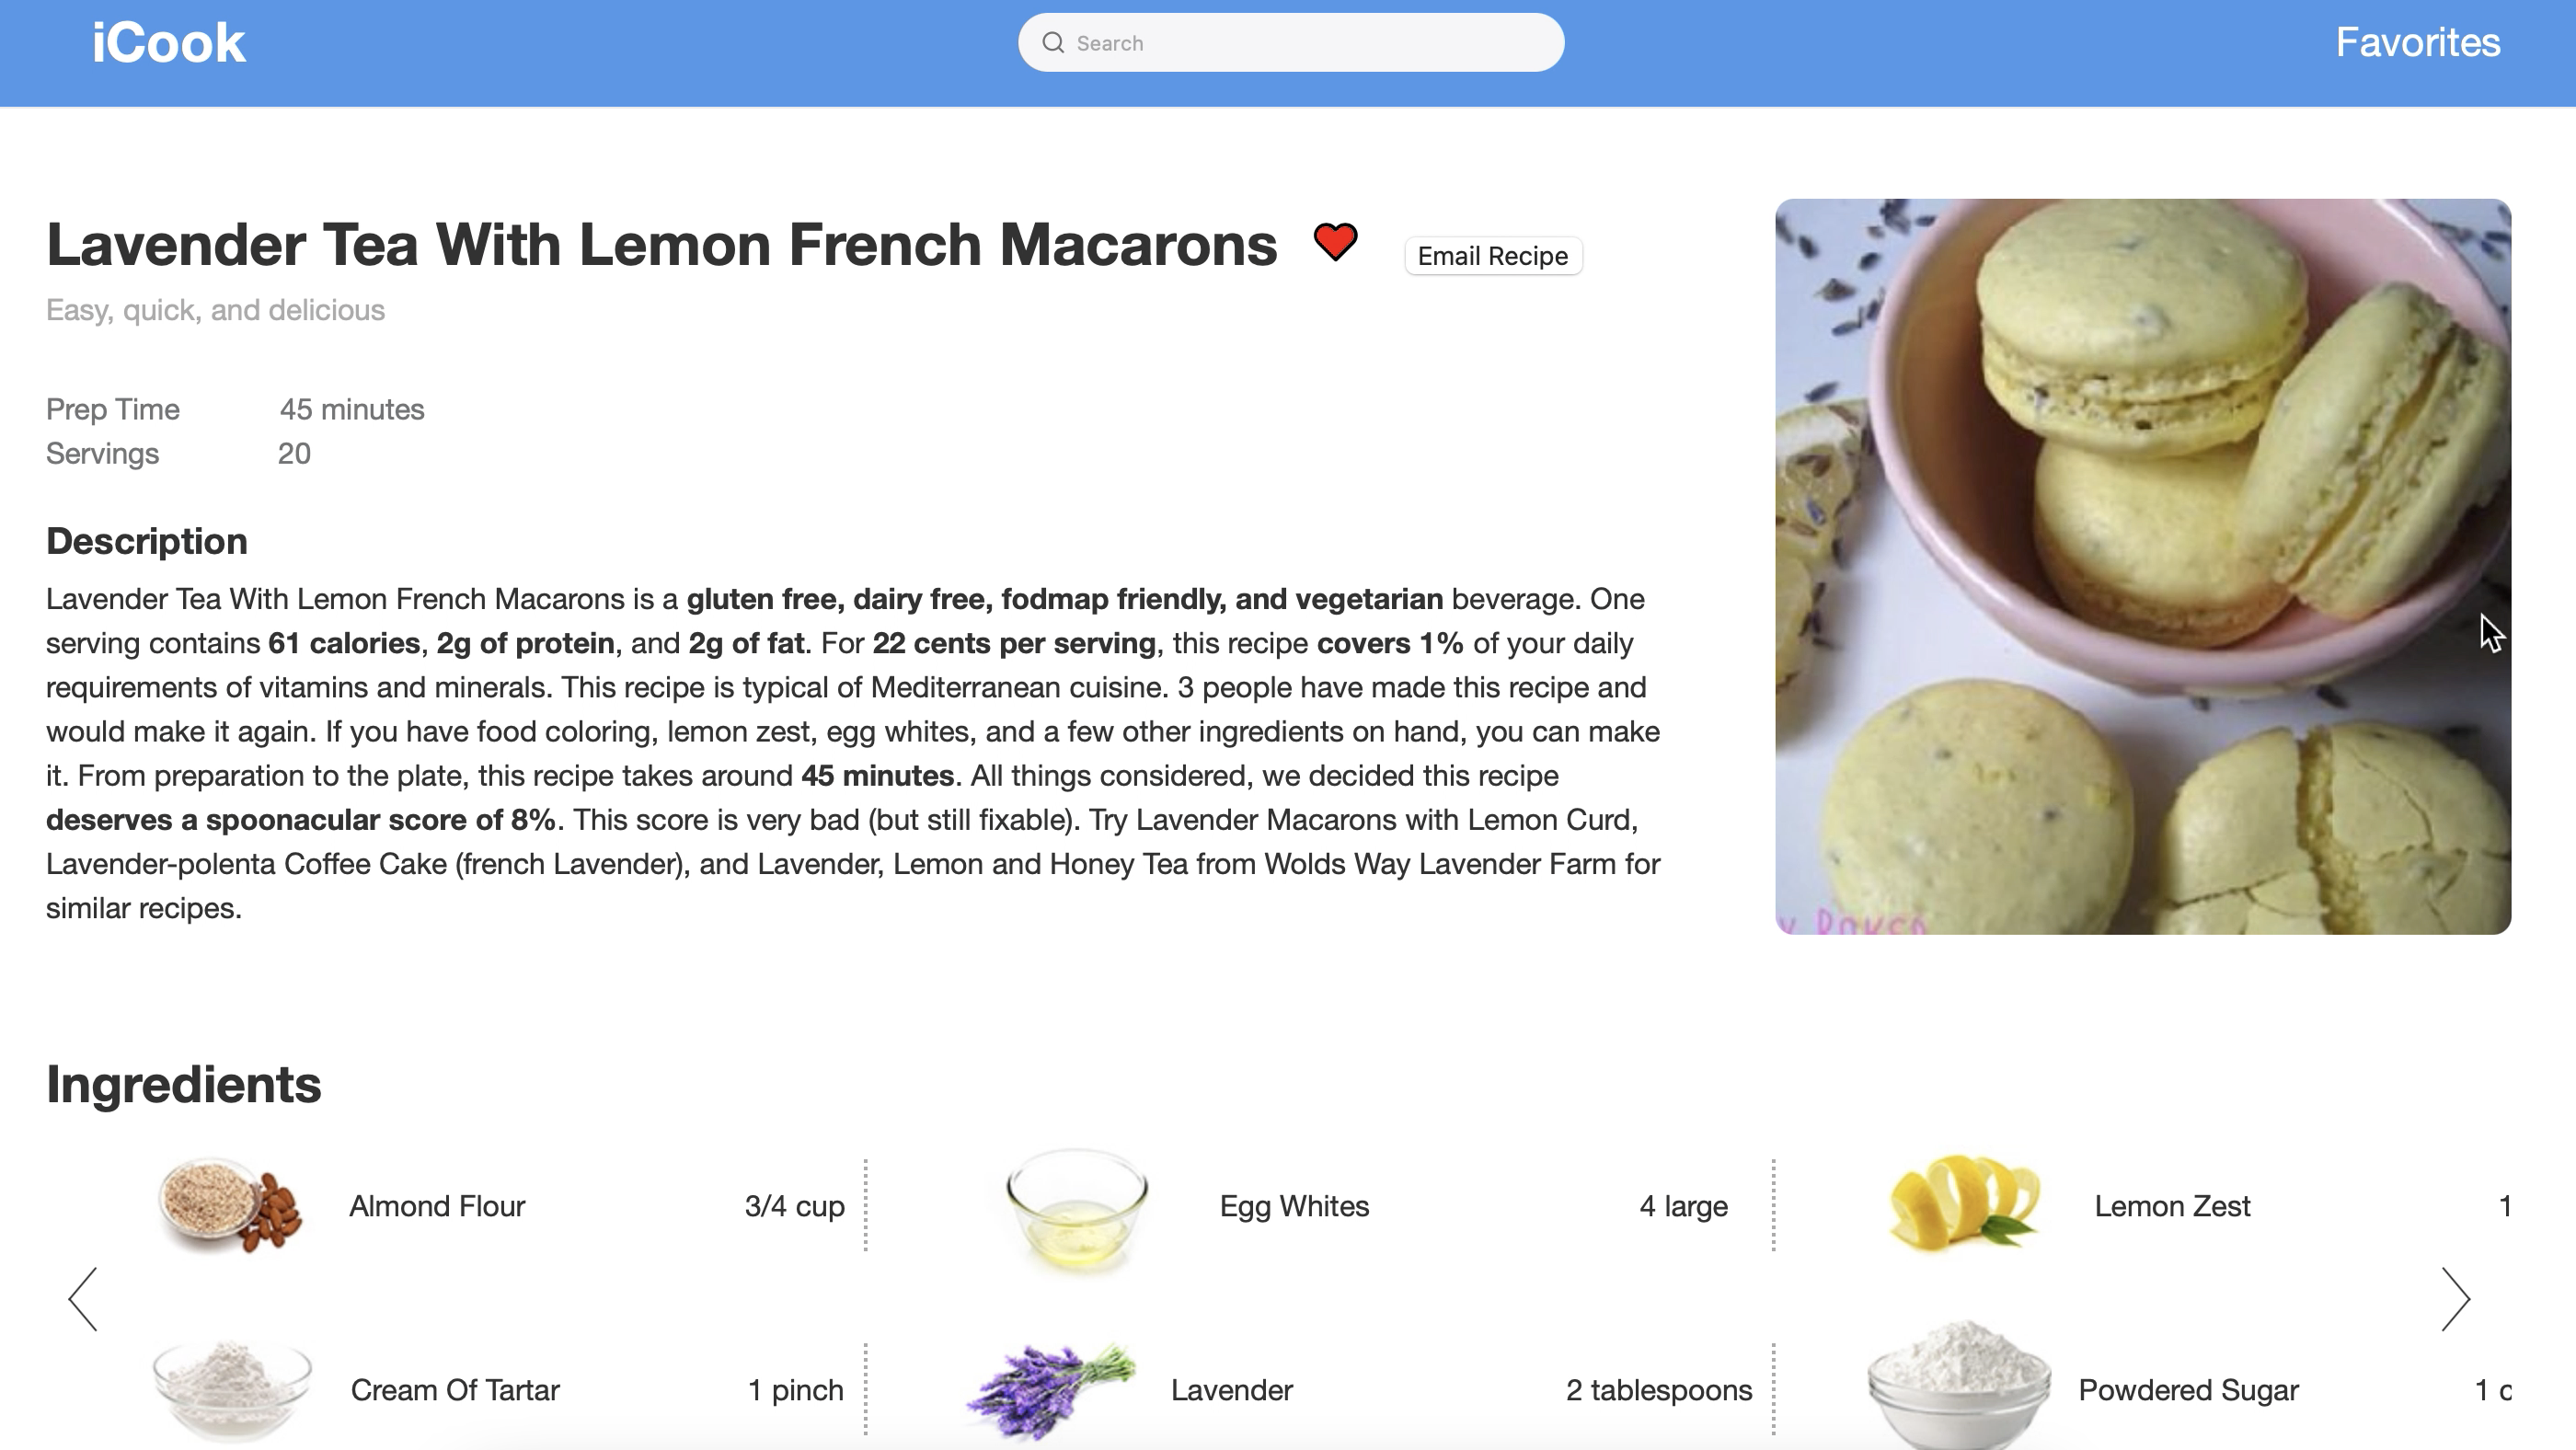 iCook
Search
Favorites
Lavender Tea With Lemon French Macarons
Email Recipe
Easy, quick, and delicious
Prep Time 45 minutes
Servings 20
Description
Lavender Tea With Lemon French Macarons is a gluten free, dairy free, fodmap friendly, and vegetarian beverage. One
serving contains 61 calories, 2g of protein, and 2g of fat. For 22 cents per serving, this recipe covers 1% of your daily
requirements of vitamins and minerals. This recipe is typical of Mediterranean cuisine. 3 people have made this recipe and
would make it again. If you have food coloring, lemon zest, egg whites, and a few other ingredients on hand, you can make
it. From preparation to the plate, this recipe takes around 45 minutes. All things considered, we decided this recipe
deserves a spoonacular score of 8%. This score is very bad (but still fixable). Try Lavender Macarons with Lemon Curd,
Lavender-polenta Coffee Cake (french Lavender), and Lavender, Lemon and Honey Tea from Wolds Way Lavender Farm for
similar recipes.
Ingredients
Almond Flour 3/4 cup
Egg Whites 4 large
Lemon Zest 1
Cream Of Tartar 1 pinch
Lavender 2 tablespoons
Powdered Sugar 1